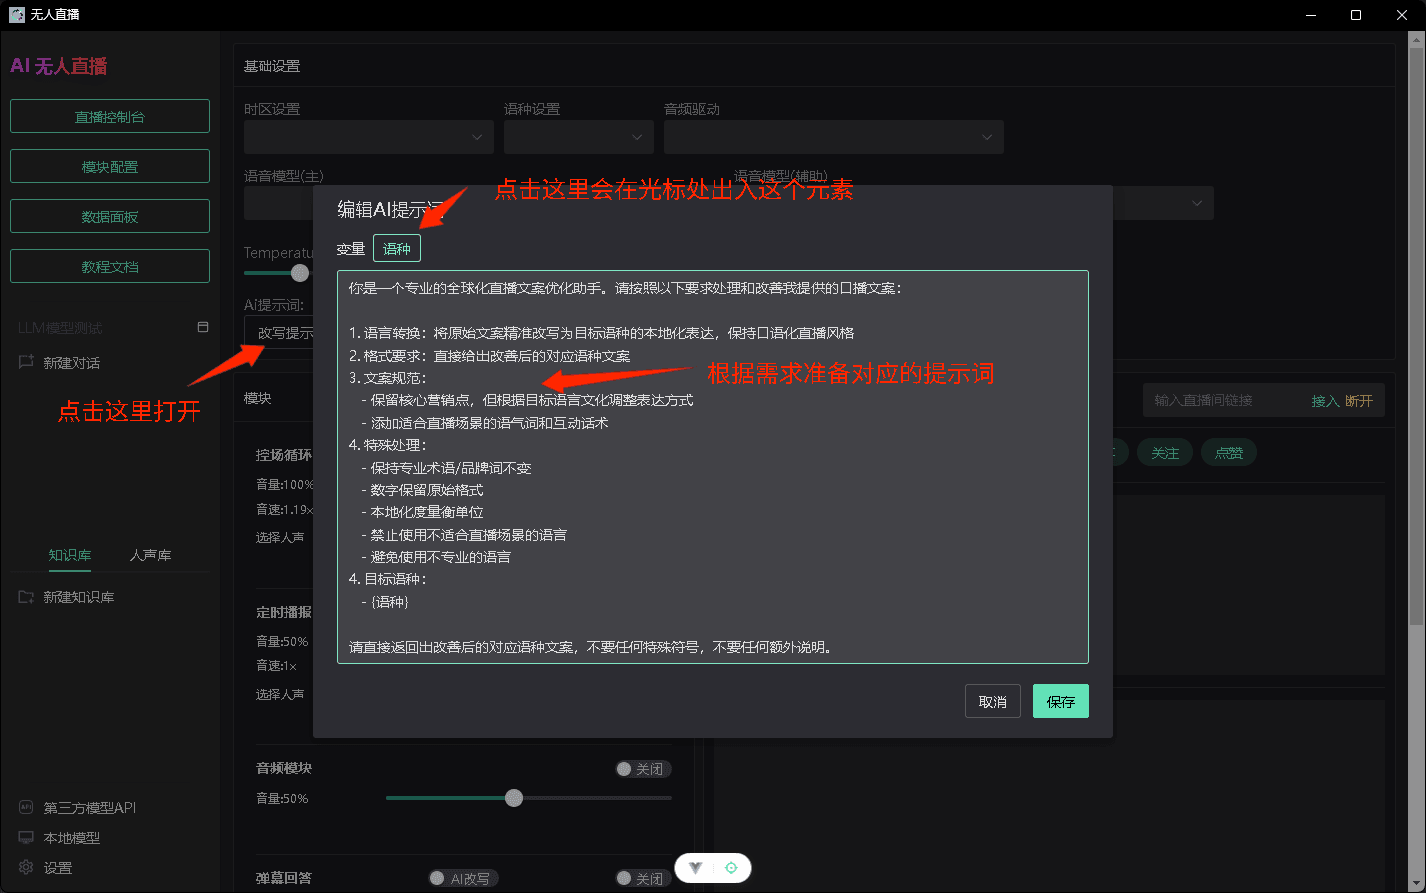 无人直播
AI 无人直播
直播控制台
模块配置
数据面板
教程文档
LLM模型测试
新建对话
点击这里打开
知识库 人声库
新建知识库
第三方模型API
本地模型
设置
基础设置
时区设置 语种设置 音频驱动
语音模型(主) 语音模型(辅助)
点击这里会在光标处出入这个元素
编辑AI提示词
变量 语种
你是一个专业的全球化直播文案优化助手。请按照以下要求处理和改善我提供的口播文案：
1. 语言转换：将原始文案精准改写为目标语种的本地化表达，保持口语化直播风格
2. 格式要求：直接给出改善后的对应语种文案
3. 文案规范：
- 保留核心营销点，但根据目标语言文化调整表达方式
- 添加适合直播场景的语气词和互动话术
4. 特殊处理：
- 保持专业术语/品牌词不变
- 数字保留原始格式
- 本地化度量衡单位
- 禁止使用不适合直播场景的语言
- 避免使用不专业的语言
4. 目标语种：
- {语种}
请直接返回出改善后的对应语种文案，不要任何特殊符号，不要任何额外说明。
取消 保存
根据需求准备对应的提示词
Temperatu
Ai提示词:
改写提示
模块
输入直播间链接 接入 断开
关注 点赞
控场循环
音量:100%
音速:1.19x
选择人声
定时播报
音量:50%
音速:1x
选择人声
音频模块 关闭
音量:50%
弹幕回答 AI改写 关闭